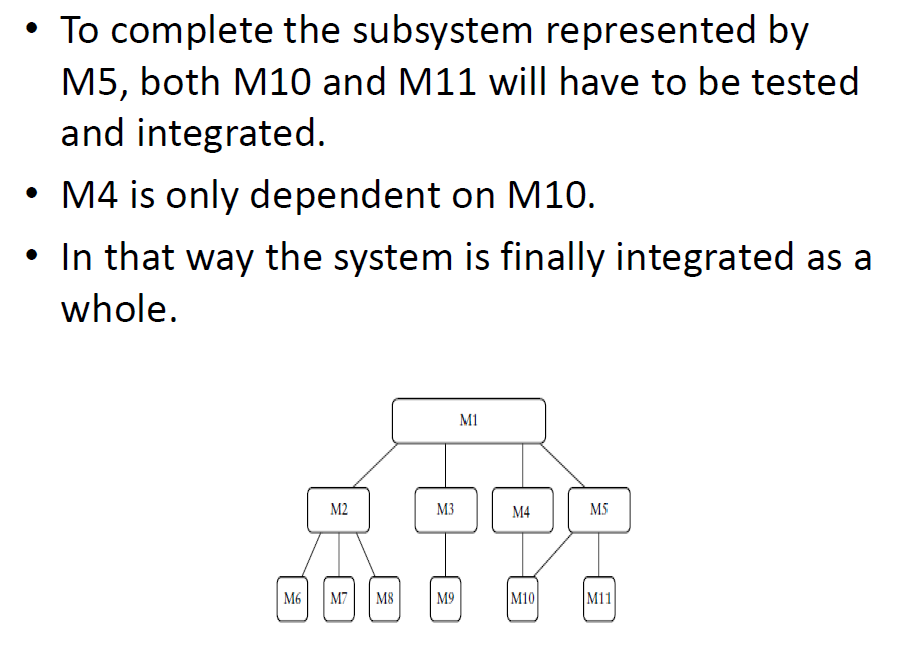 • To complete the subsystem represented by
M5, both M10 and M11 will have to be tested
and integrated.
• M4 is only dependent on M10.
• In that way the system is finally integrated as a
whole.
M1
M2 M3 M4 M5
M6 M7 M8 M9 M10 M11